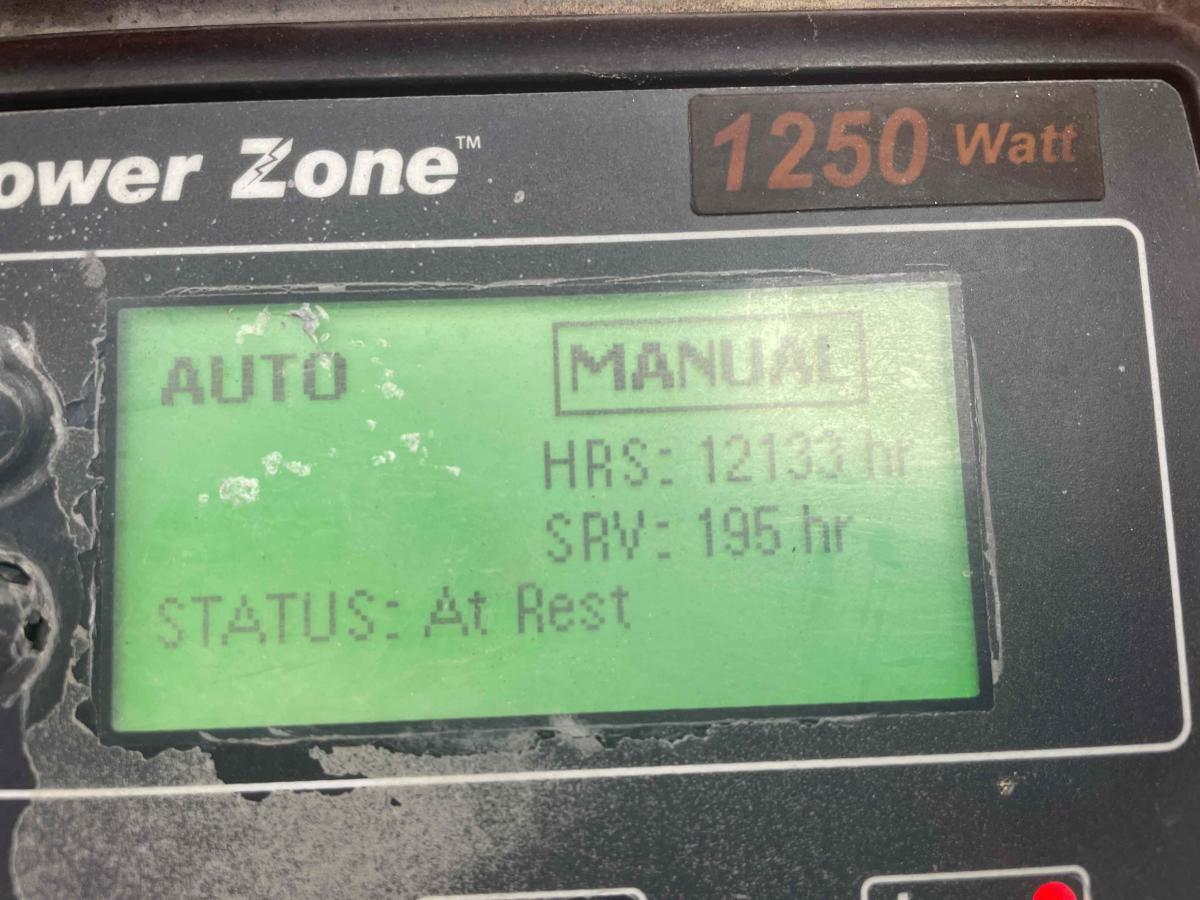 ower Zone™
1250 Watt
AUTO
MANUAL
HRS: 12133 hr
SRV: 195 hr
STATUS: At Rest